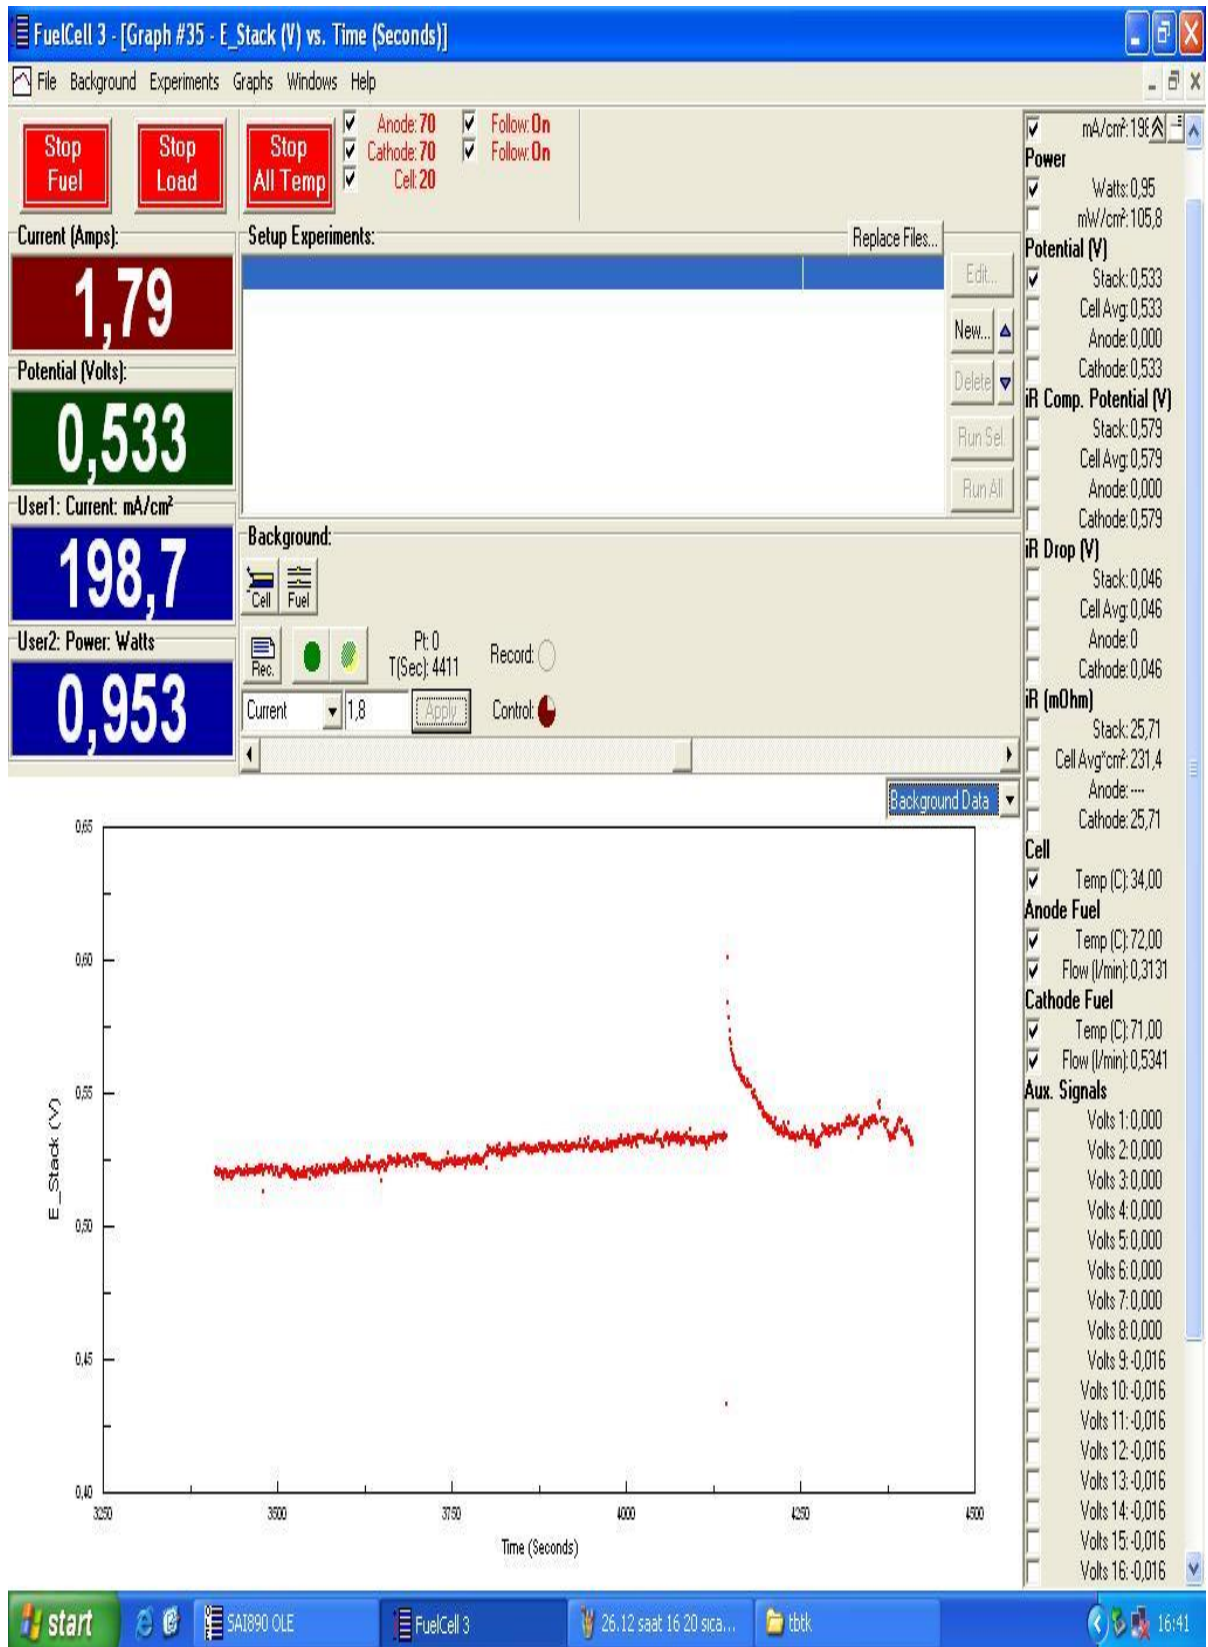 FuelCell 3 - [Graph #35 - E_Stack (V) vs. Time (Seconds)]
File Background Experiments Graphs Windows Help
Stop Fuel
Stop Load
Stop All Temp
Anode: 70
Follow: On
Cathode: 70
Follow: On
Cell: 20
Current (Amps):
1,79
Potential (Volts):
0,533
User1: Current: mA/cm²
198,7
User2: Power: Watts
0,953
Setup Experiments:
Replace Files...
Edit...
New...
Delete
Run Sel.
Run All
Background:
Cell
Fuel
Rec.
Pt: 0
T(Sec): 4411
Record:
Current
1,8
Apply
Control:
Background Data
mA/cm²: 198
Power
Watts: 0,95
mW/cm²: 105,8
Potential (V)
Stack: 0,533
Cell Avg: 0,533
Anode: 0,000
Cathode: 0,533
iR Comp. Potential (V)
Stack: 0,579
Cell Avg: 0,579
Anode: 0,000
Cathode: 0,579
iR Drop (V)
Stack: 0,046
Cell Avg: 0,046
Anode: 0
Cathode: 0,046
iR (mOhm)
Stack: 25,71
Cell Avg*cm²: 231,4
Anode: ----
Cathode: 25,71
Cell
Temp (C): 34,00
Anode Fuel
Temp (C): 72,00
Flow (l/min): 0,3131
Cathode Fuel
Temp (C): 71,00
Flow (l/min): 0,5341
Aux. Signals
Volts 1: 0,000
Volts 2: 0,000
Volts 3: 0,000
Volts 4: 0,000
Volts 5: 0,000
Volts 6: 0,000
Volts 7: 0,000
Volts 8: 0,000
Volts 9: -0,016
Volts 10: -0,016
Volts 11: -0,016
Volts 12: -0,016
Volts 13: -0,016
Volts 14: -0,016
Volts 15: -0,016
Volts 16: -0,016
E_Stack (V)
0,65
0,60
0,55
0,50
0,45
0,40
3250 3500 3750 4000 4250 4500
Time (Seconds)
start
SAI890 OLE
FuelCell 3
26.12 saat 16 20 sıca...
tbtk
16:41